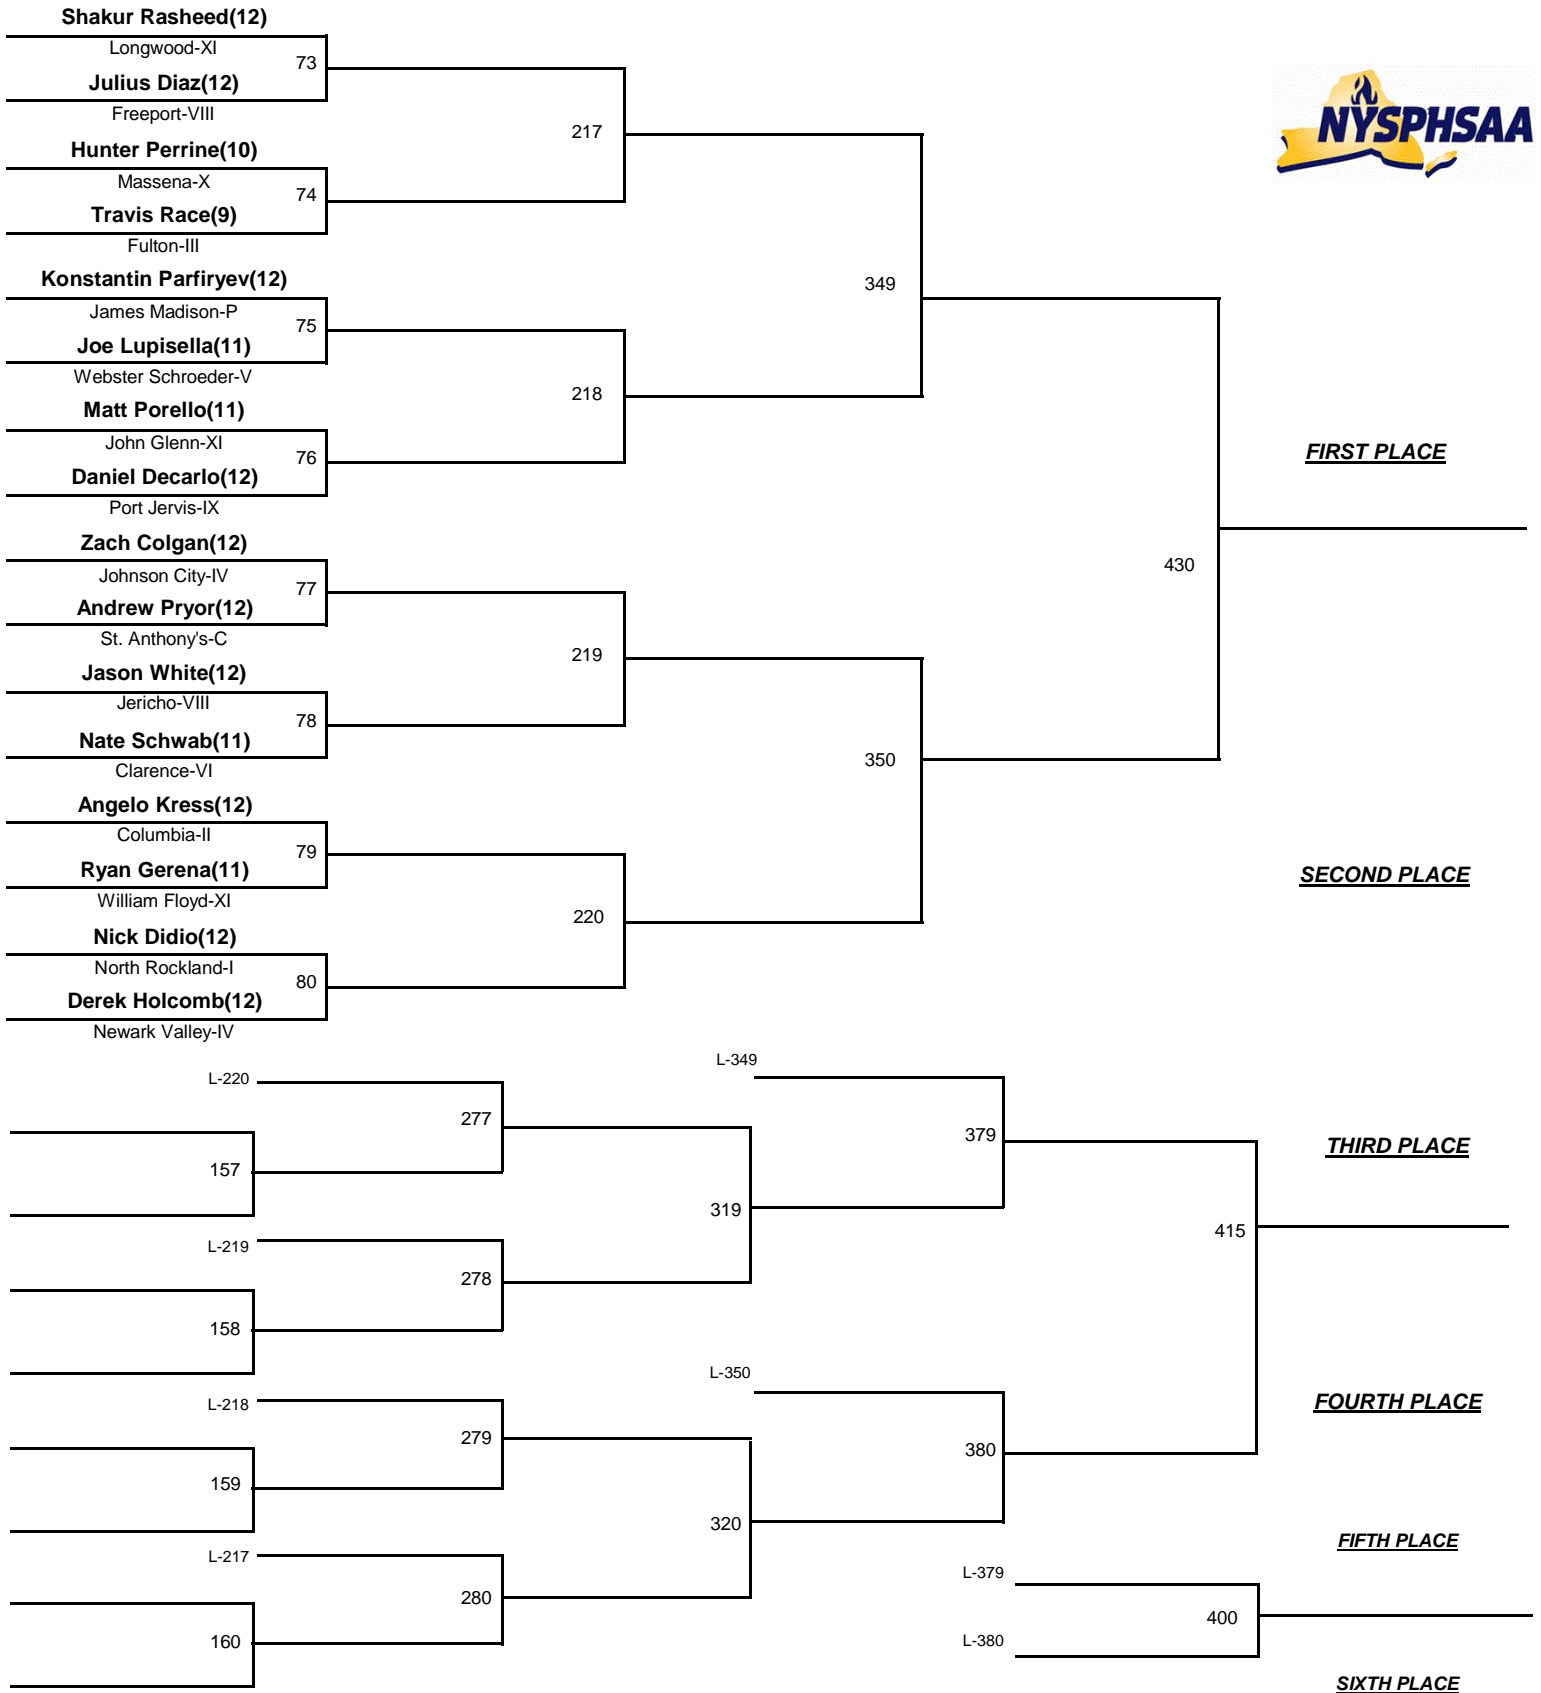 Shakur Rasheed(12)
Longwood-XI
73
Julius Diaz(12)
Freeport-VIII
217
Hunter Perrine(10)
Massena-X
74
Travis Race(9)
Fulton-III
NYSPHSAA
Konstantin Parfiryev(12)
349
James Madison-P
75
Joe Lupisella(11)
Webster Schroeder-V
218
Matt Porello(11)
John Glenn-XI
76
Daniel Decarlo(12)
Port Jervis-IX
FIRST PLACE
Zach Colgan(12)
430
Johnson City-IV
77
Andrew Pryor(12)
St. Anthony's-C
219
Jason White(12)
Jericho-VIII
78
Nate Schwab(11)
350
Clarence-VI
Angelo Kress(12)
Columbia-II
79
Ryan Gerena(11)
SECOND PLACE
William Floyd-XI
220
Nick Didio(12)
North Rockland-I
80
Derek Holcomb(12)
Newark Valley-IV
L-349
L-220
277
379
THIRD PLACE
157
319
415
L-219
278
158
L-350
L-218
FOURTH PLACE
279
380
159
320
FIFTH PLACE
L-217
L-379
280
400
160
L-380
SIXTH PLACE